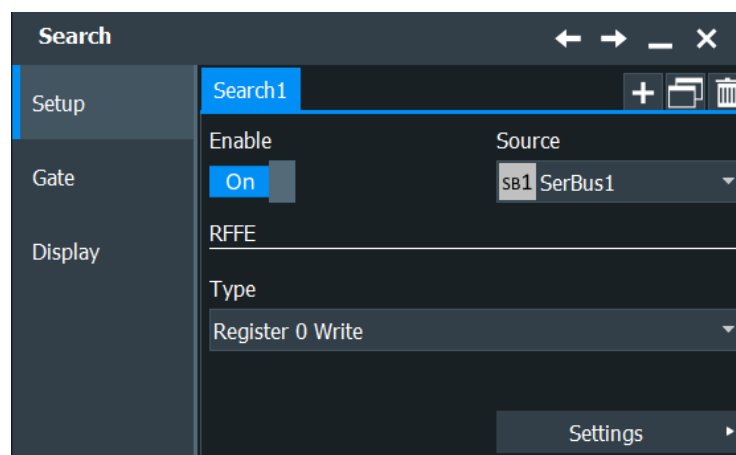 Search
Setup
Gate
Display
Search1
Enable
Source
On
SB1 SerBus1
RFFE
Type
Register 0 Write
Settings